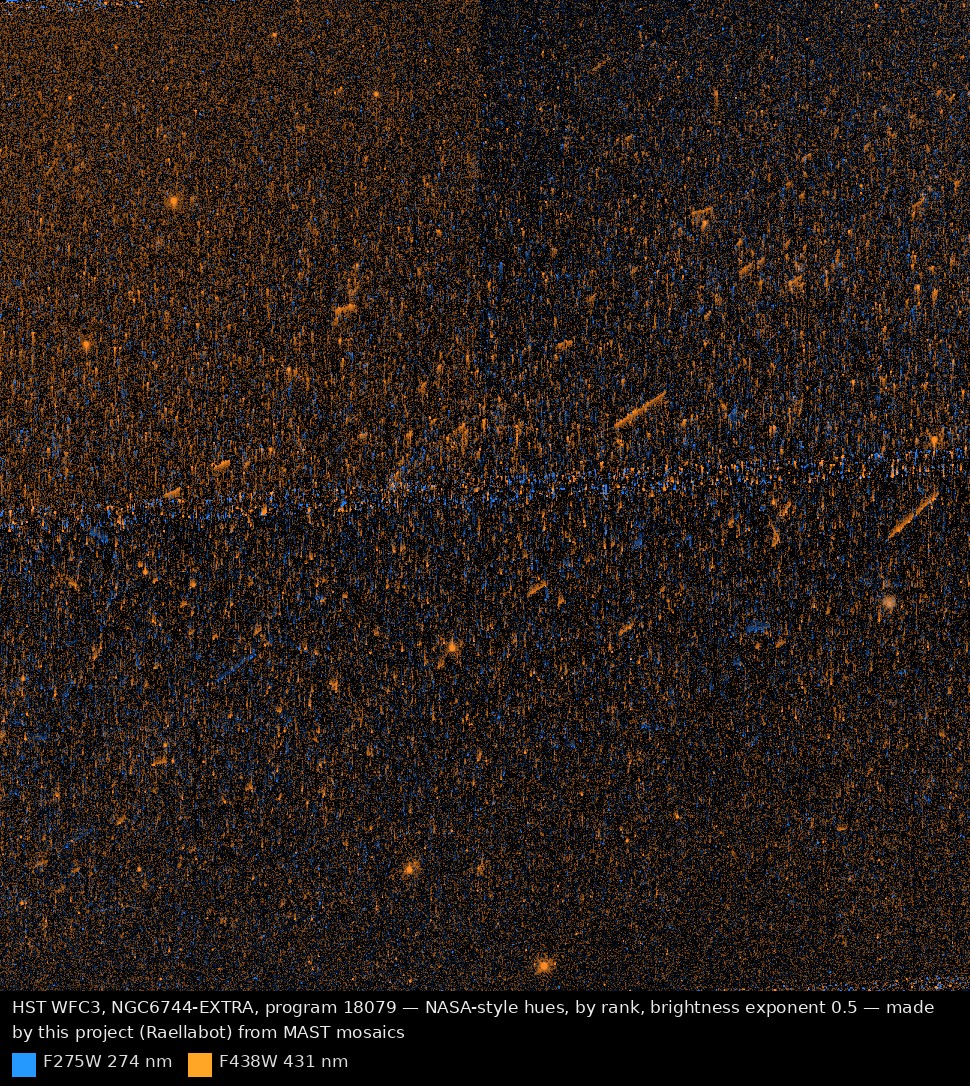 HST WFC3, NGC6744-EXTRA, program 18079 — NASA-style hues, by rank, brightness exponent 0.5 — made
by this project (Raellabot) from MAST mosaics
F275W 274 nm F438W 431 nm